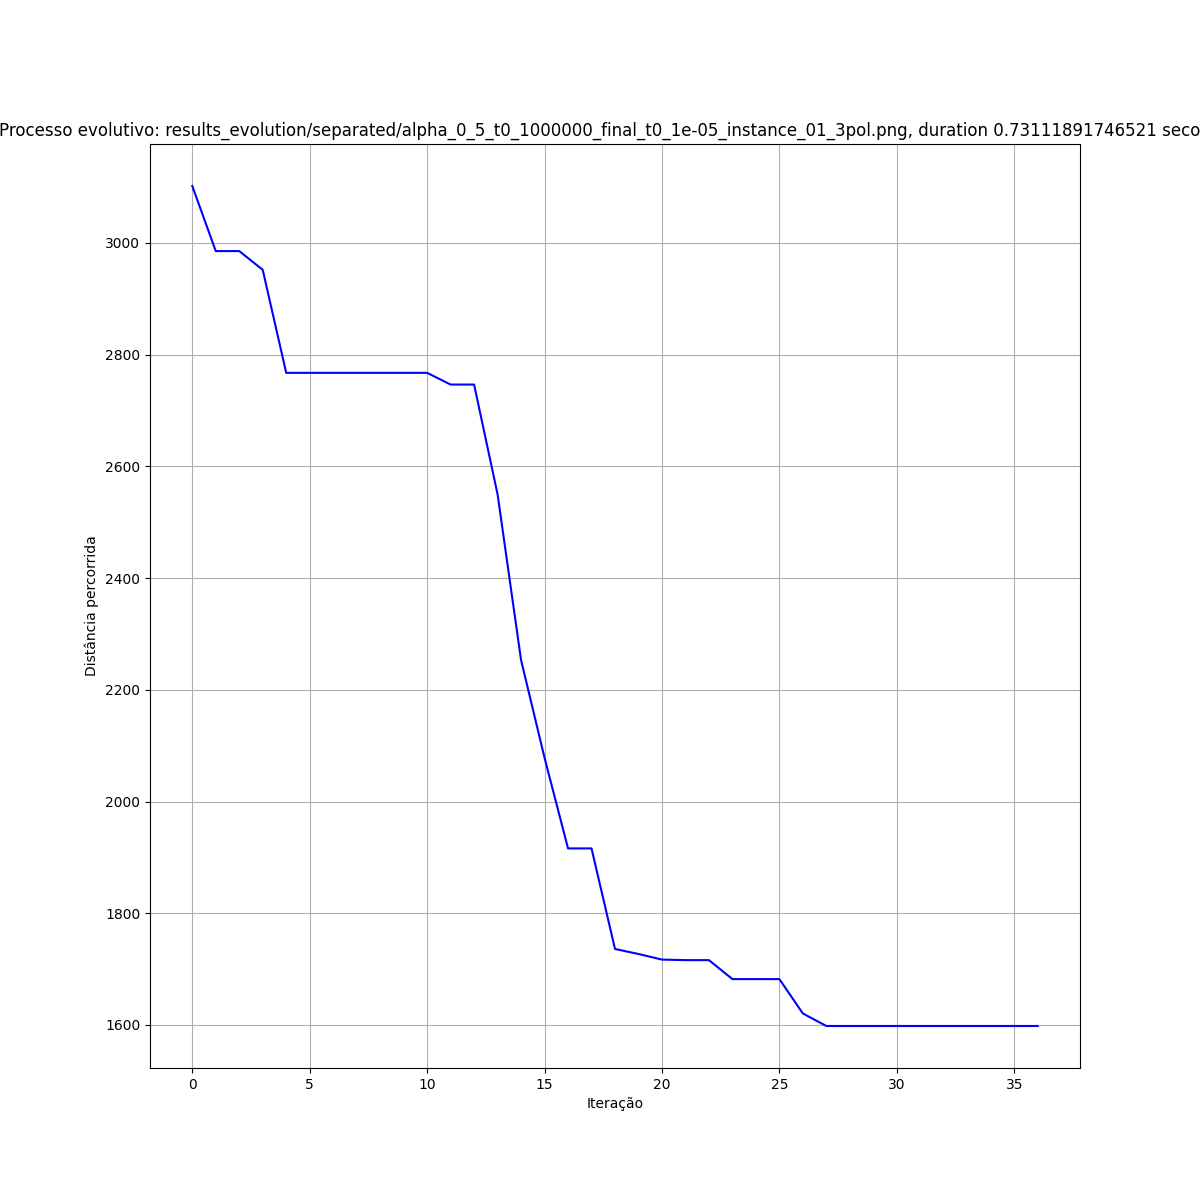 Processo evolutivo: results_evolution/separated/alpha_0_5_t0_1000000_final_t0_1e-05_instance_01_3pol.png, duration 0.73111891746521 seco
3000
2800
2600
2400
2200
2000
1800
1600
Distância percorrida
0 5 10 15 20 25 30 35
Iteração